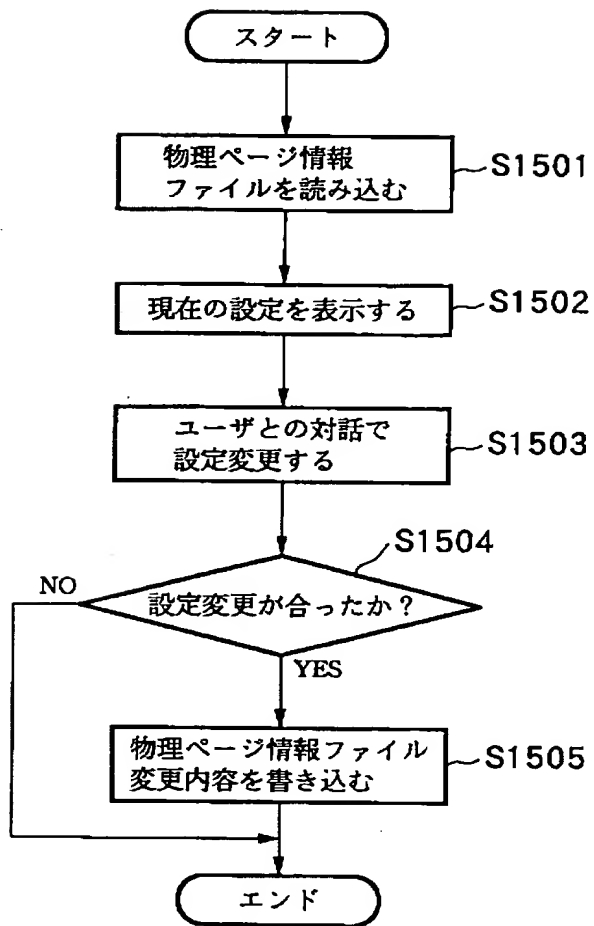 スタート
物理ページ情報
ファイルを読み込む
S1501
現在の設定を表示する
S1502
ユーザとの対話で
設定変更する
S1503
S1504
NO
設定変更が合ったか?
YES
物理ページ情報ファイル
変更内容を書き込む
S1505
エンド